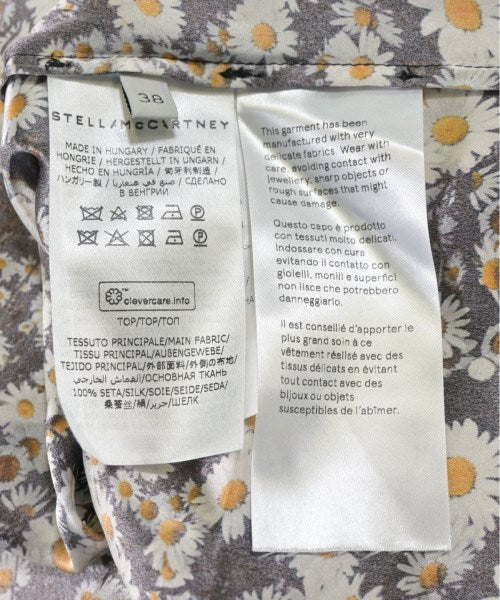 38
STELLA McCARTNEY
MADE IN HUNGARY / FABRIQUÉ EN
HONGRIE / HERGESTELLT IN UNGARN /
HECHO EN HUNGRÍA / 匈牙利制造 /
ハンガリー製 / صنع في هنغاريا / СДЕЛАНО
В ВЕНГРИИ
clevercare.info
TOP/TOP/ТОП
TESSUTO PRINCIPALE/MAIN FABRIC/
TISSU PRINCIPAL/AUßENGEWEBE/
TEJIDO PRINCIPAL/外部面料/外側の布地/
القماش الخارجي/ОСНОВНАЯ ТКАНЬ
100% SETA/SILK/SOIE/SEIDE/SEDA/
桑蚕丝/絹/حرير/ШЕЛК
This garment has been
manufactured with very
delicate fabrics. Wear with
care, avoiding contact with
jewellery, sharp objects or
rough surfaces that might
cause damage.
Questo capo è prodotto
con tessuti molto delicati.
Indossare con cura
evitando il contatto con
gioielli, monili e superfici
non lisce che potrebbero
danneggiarlo.
Il est conseillé d'apporter le
plus grand soin à ce
vêtement réalisé avec des
tissus délicats en évitant
tout contact avec des
bijoux ou objets
susceptibles de l'abîmer.